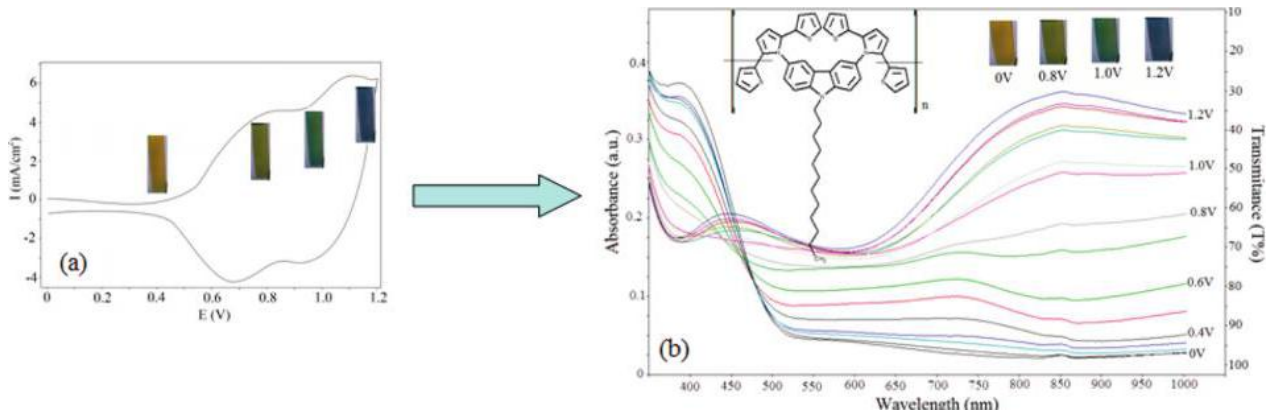 I (mA/cm²)
6
4
2
0
-2
-4
(a)
0 0.2 0.4 0.6 0.8 1.0 1.2
E (V)
Absorbance (a.u.)
0.4
0.3
0.2
0.1
0
(b)
400 450 500 550 600 650 700 750 800 850 900 950 1000
Wavelength (nm)
N
N
N
n
0V 0.8V 1.0V 1.2V
1.2V
1.0V
0.8V
0.6V
0.4V
0V
10
20
30
40
50
60
70
80
90
100
Transmitance (T%)